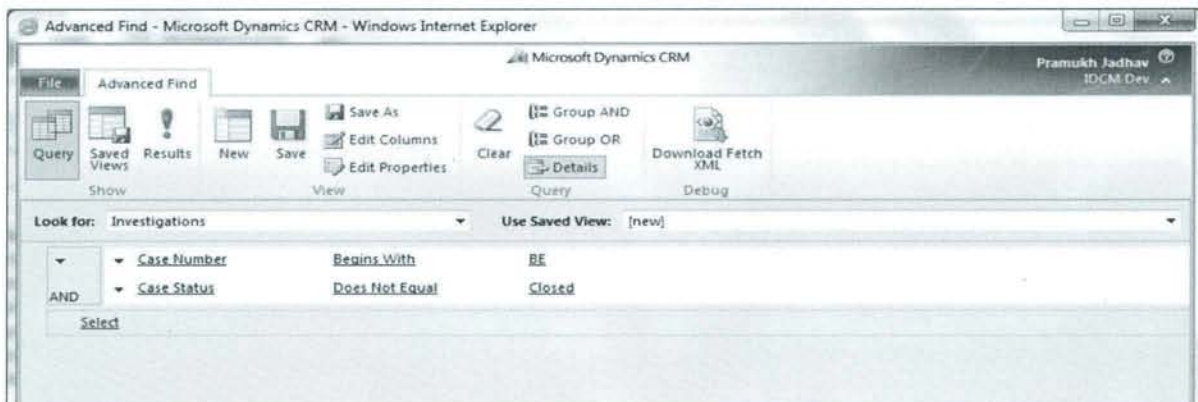 Advanced Find - Microsoft Dynamics CRM - Windows Internet Explorer
Microsoft Dynamics CRM
Pramukh Jadhav
IDCM Dev
File
Advanced Find
Query
Saved Views
Results
Show
New
Save
Save As
Edit Columns
Edit Properties
View
Clear
Group AND
Group OR
Details
Query
Download Fetch XML
Debug
Look for: Investigations
Use Saved View: [new]
AND
Case Number Begins With BE
Case Status Does Not Equal Closed
Select